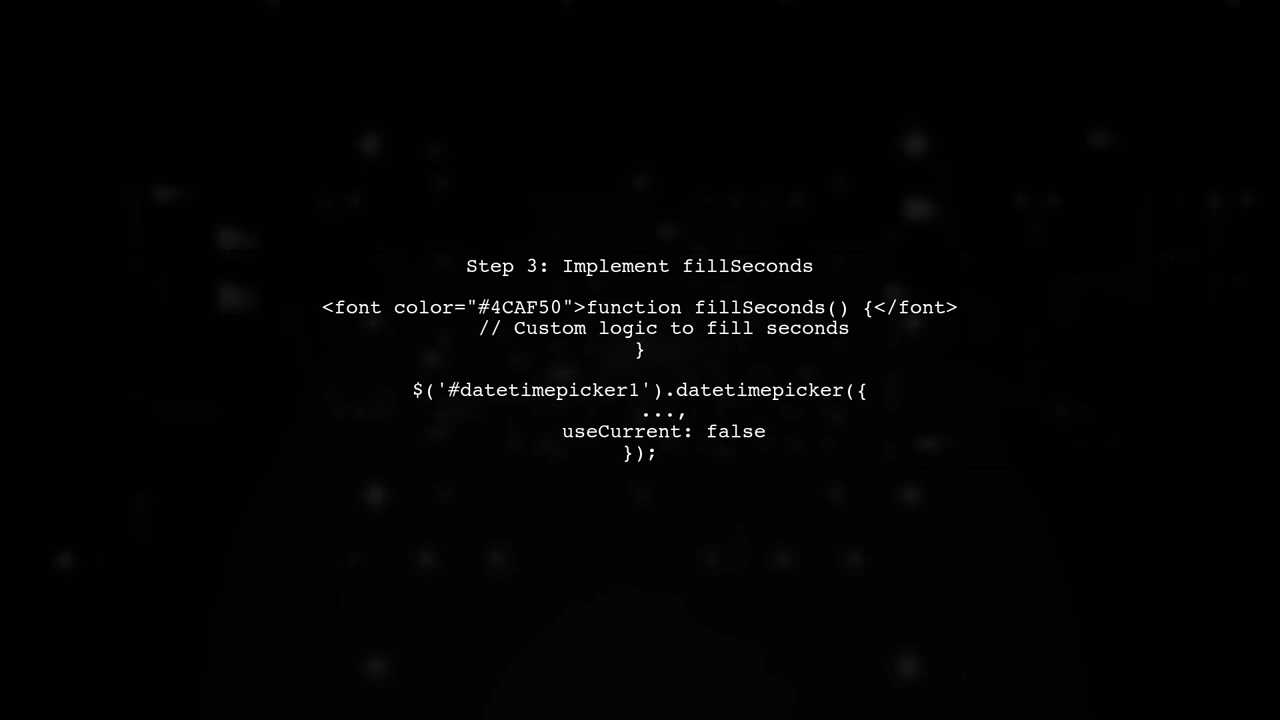 Step 3: Implement fillSeconds
<font color="#4CAF50">function fillSeconds() {</font>
// Custom logic to fill seconds
}
$('#datetimepicker1').datetimepicker({
...,
useCurrent: false
});